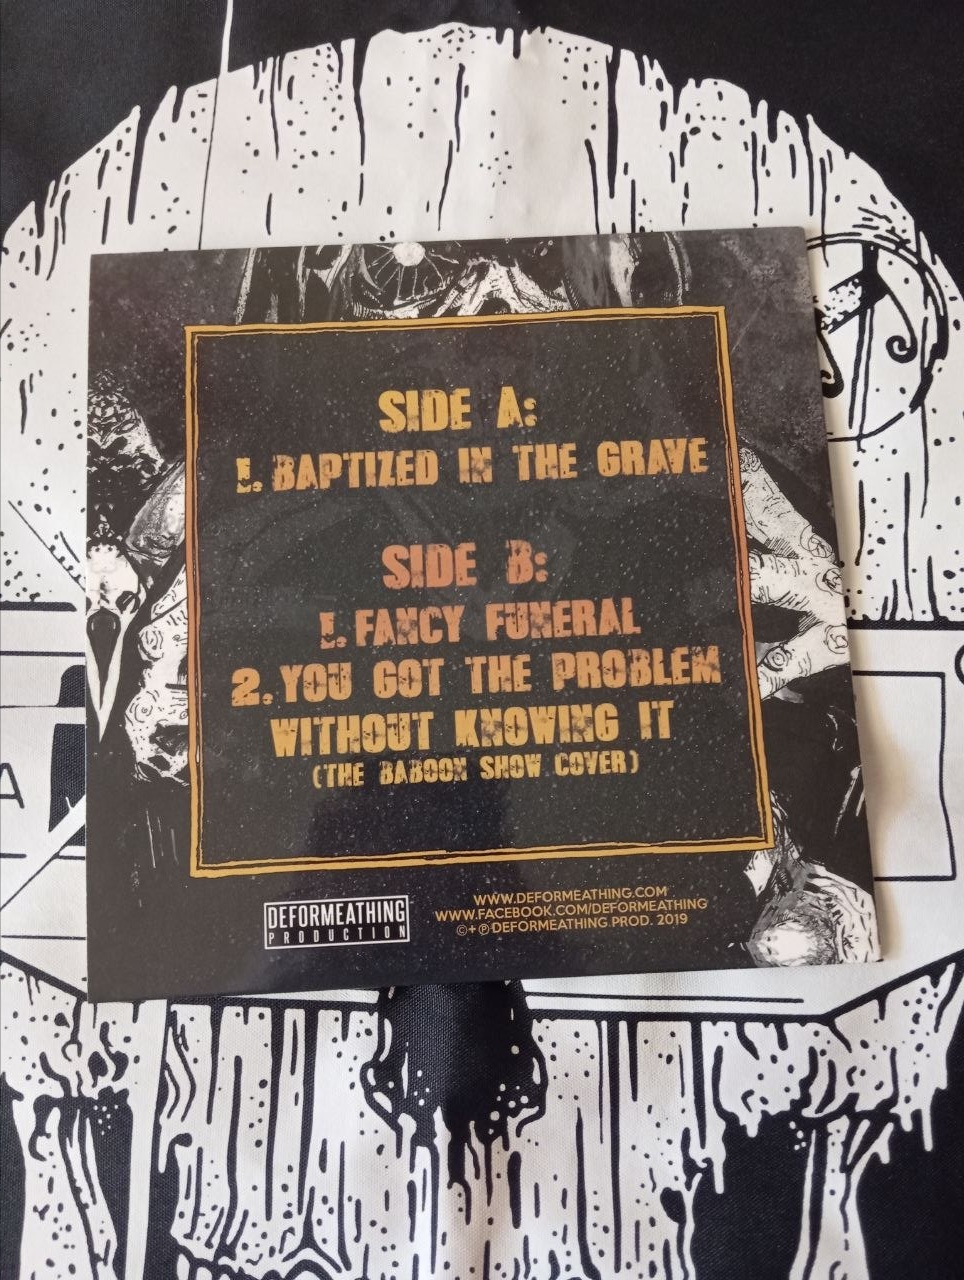 SIDE A:
1. BAPTIZED IN THE GRAVE
SIDE B:
1. FANCY FUNERAL
2. YOU GOT THE PROBLEM
WITHOUT KNOWING IT
(THE BABOON SHOW COVER)
DEFORMEATHING
PRODUCTION
WWW.DEFORMEATHING.COM
WWW.FACEBOOK.COM/DEFORMEATHING
©+℗DEFORMEATHING PROD. 2019
A